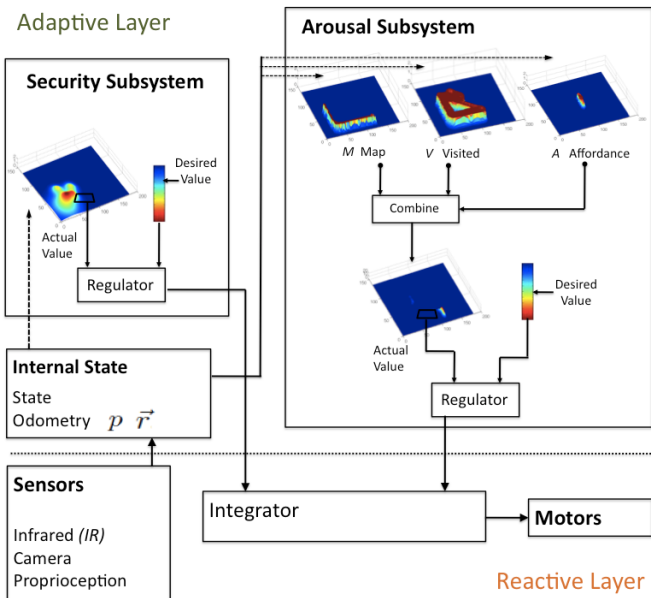 Adaptive Layer
Arousal Subsystem
Security Subsystem
M Map
V Visited
A Affordance
Desired
Value
Actual
Value
Combine
Regulator
Desired
Value
Actual
Value
Regulator
Internal State
State
Odometry p r⃗
Sensors
Infrared (IR)
Camera
Proprioception
Integrator
Motors
Reactive Layer